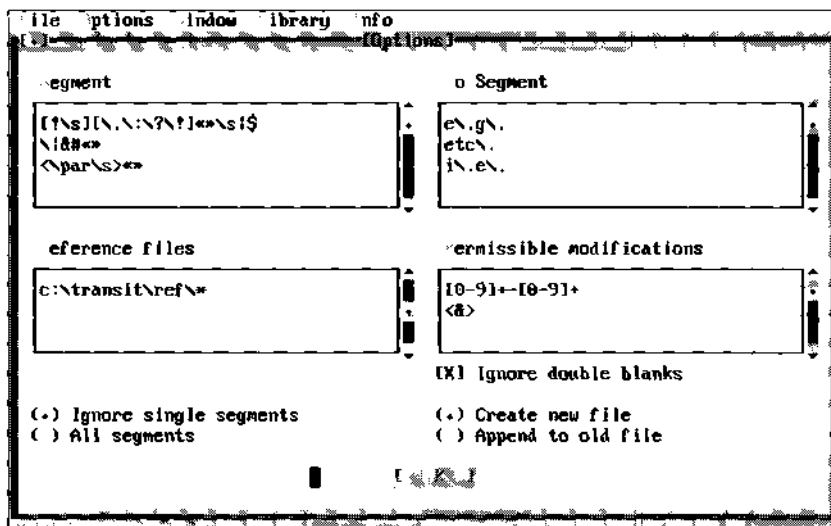 ile ptions indow ibrary nfo
[Options]
egment
o Segment
[?\s][\.\:\?\!]«»\s|$
\|&#«»
<\par\s>«»
e\.g\.
etc\.
i\.e\.
eference files
ermissible modifications
c:\transit\ref\*
[0-9]+-[0-9]+
<&>
[X] Ignore double blanks
(•) Ignore single segments
( ) All segments
(•) Create new file
( ) Append to old file